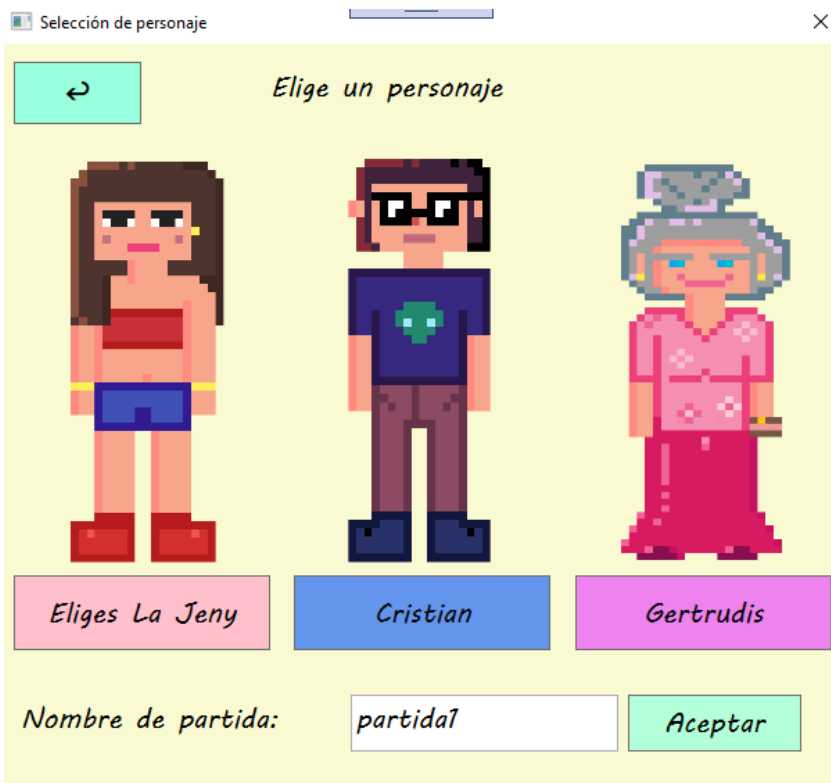 Selección de personaje
Elige un personaje
Eliges La Jeny
Cristian
Gertrudis
Nombre de partida:
partida1
Aceptar